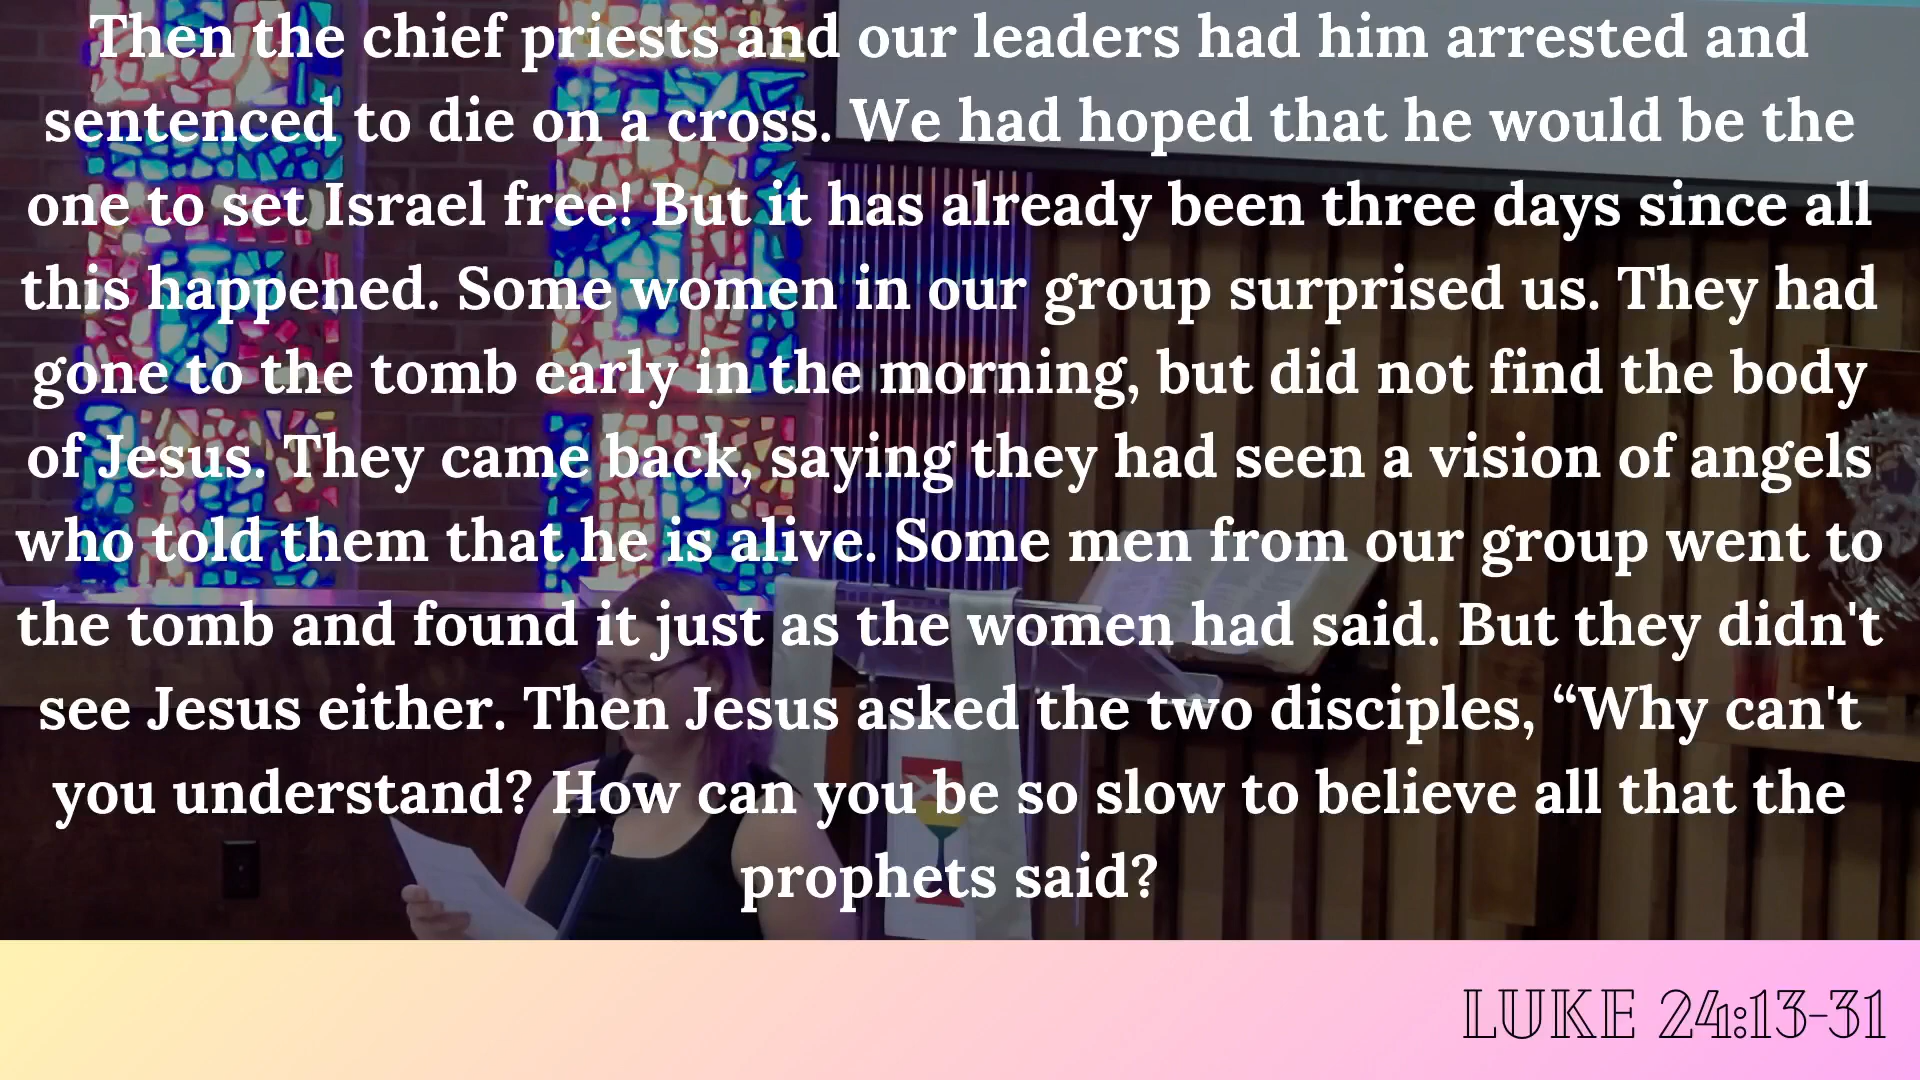 Then the chief priests and our leaders had him arrested and
sentenced to die on a cross. We had hoped that he would be the
one to set Israel free! But it has already been three days since all
this happened. Some women in our group surprised us. They had
gone to the tomb early in the morning, but did not find the body
of Jesus. They came back, saying they had seen a vision of angels
who told them that he is alive. Some men from our group went to
the tomb and found it just as the women had said. But they didn't
see Jesus either. Then Jesus asked the two disciples, “Why can't
you understand? How can you be so slow to believe all that the
prophets said?
LUKE 24:13-31